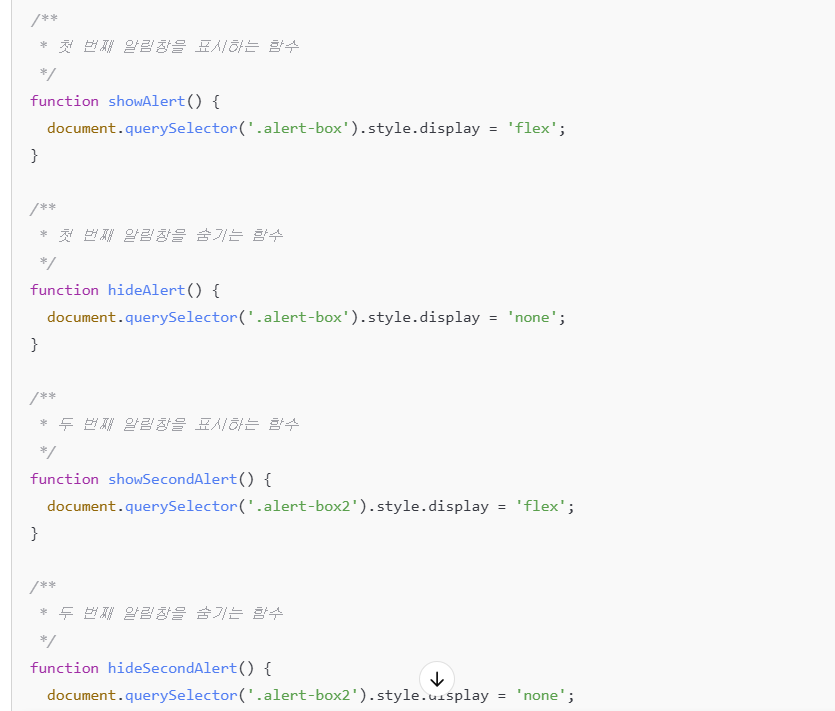 /**
 * 첫 번째 알림창을 표시하는 함수
 */
function showAlert() {
  document.querySelector('.alert-box').style.display = 'flex';
}
/**
 * 첫 번째 알림창을 숨기는 함수
 */
function hideAlert() {
  document.querySelector('.alert-box').style.display = 'none';
}
/**
 * 두 번째 알림창을 표시하는 함수
 */
function showSecondAlert() {
  document.querySelector('.alert-box2').style.display = 'flex';
}
/**
 * 두 번째 알림창을 숨기는 함수
 */
function hideSecondAlert() {
  document.querySelector('.alert-box2').style.display = 'none';